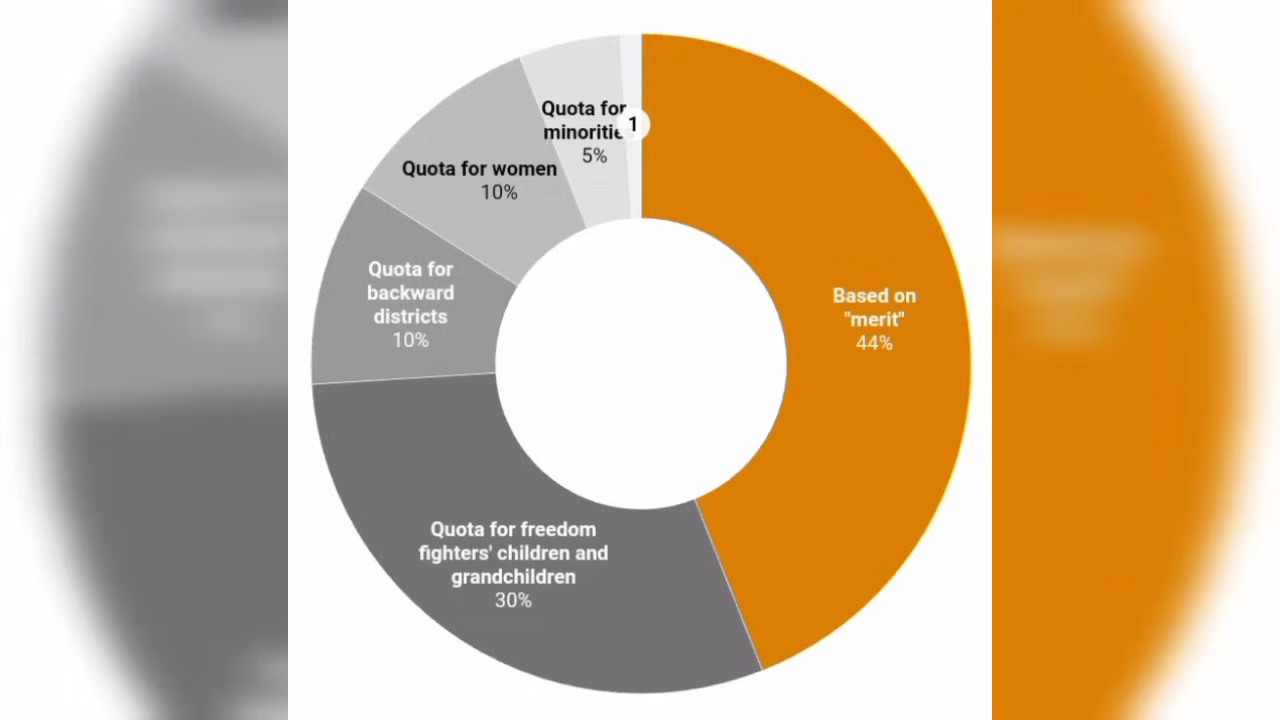 Quota for
minoritie
5%
1
Quota for women
10%
Quota for
backward
districts
10%
Based on
"merit"
44%
Quota for freedom
fighters' children and
grandchildren
30%